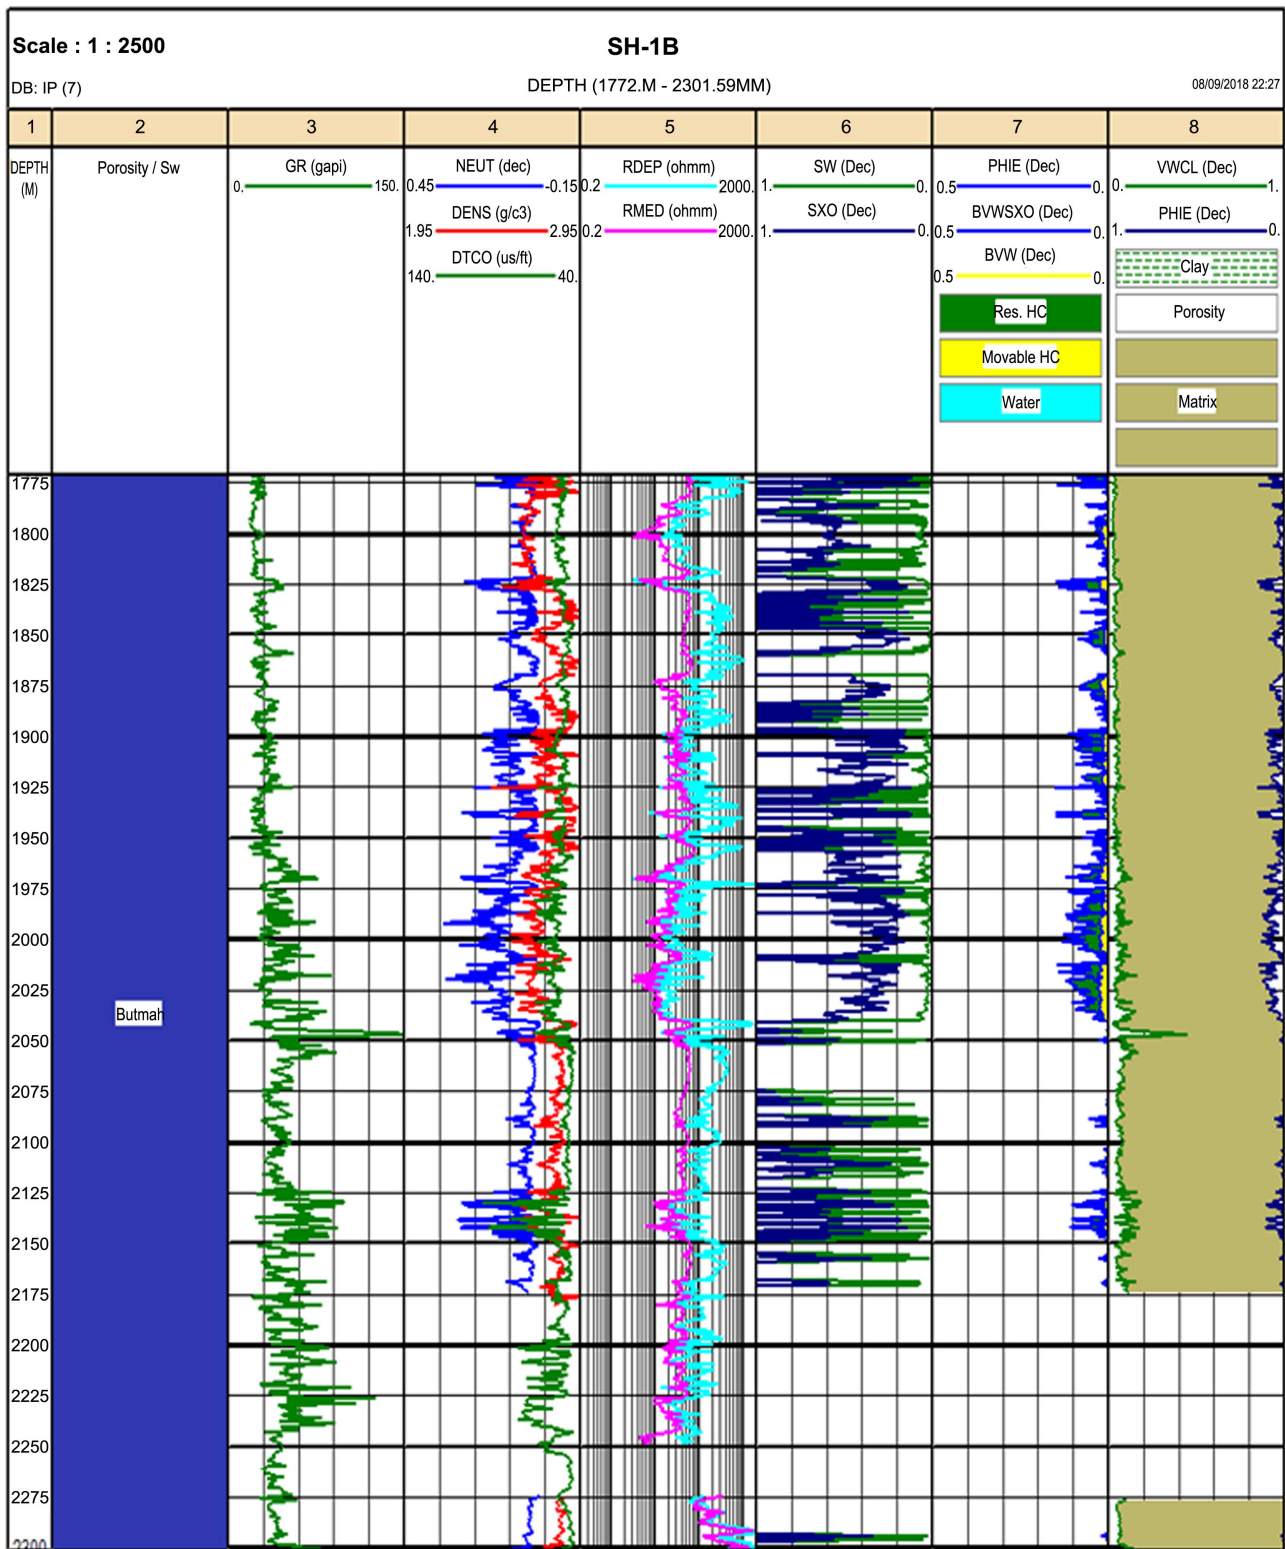 Scale : 1 : 2500
SH-1B
DB: IP (7)
DEPTH (1772.M - 2301.59MM)
08/09/2018 22:27
1 2 3 4 5 6 7 8
DEPTH (M)
Porosity / Sw
GR (gapi)
0. 150.
NEUT (dec)
0.45 -0.15
DENS (g/c3)
1.95 2.95
DTCO (us/ft)
140. 40.
RDEP (ohmm)
0.2 2000.
RMED (ohmm)
0.2 2000.
SW (Dec)
1. 0.
SXO (Dec)
1. 0.
PHIE (Dec)
0.5 0.
BVWSXO (Dec)
0.5 0.
BVW (Dec)
0.5 0.
Res. HC
Movable HC
Water
VWCL (Dec)
0. 1.
PHIE (Dec)
1. 0.
Clay
Porosity
Matrix
1775
1800
1825
1850
1875
1900
1925
1950
1975
2000
2025
Butmah
2050
2075
2100
2125
2150
2175
2200
2225
2250
2275
2300